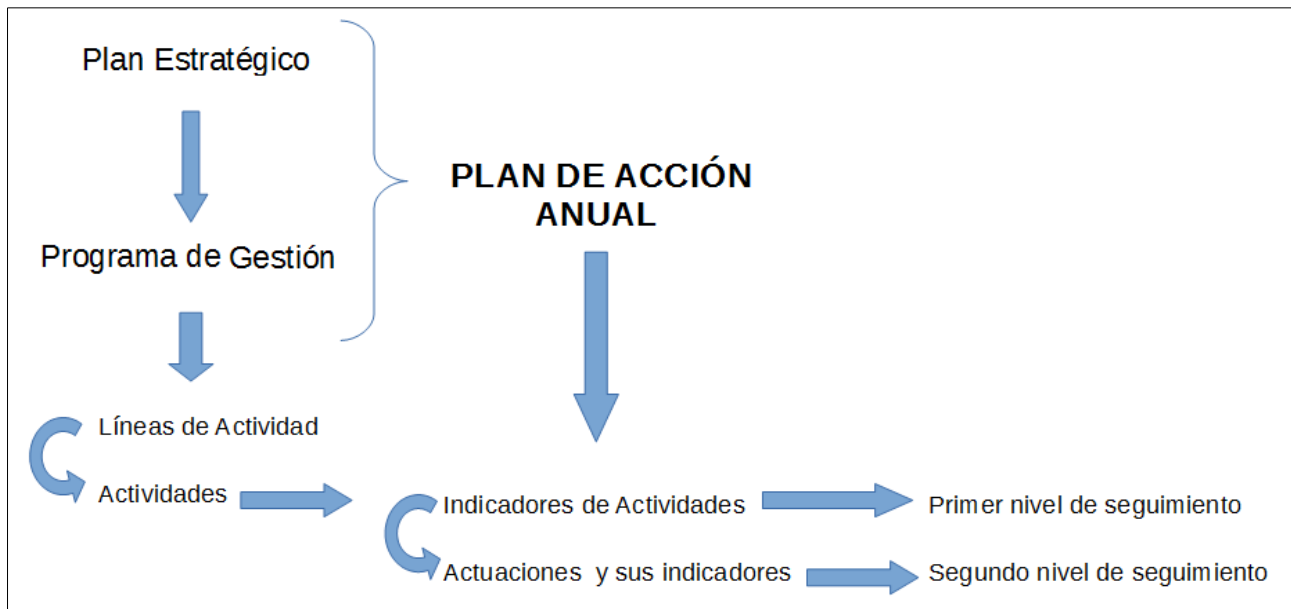 Plan Estratégico
PLAN DE ACCIÓN
ANUAL
Programa de Gestión
Líneas de Actividad
Actividades
Indicadores de Actividades
Primer nivel de seguimiento
Actuaciones y sus indicadores
Segundo nivel de seguimiento